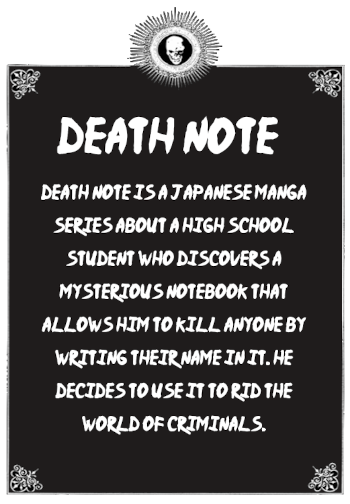 DEATH NOTE
DEATH NOTE IS A JAPANESE MANGA
SERIES ABOUT A HIGH SCHOOL
STUDENT WHO DISCOVERS A
MYSTERIOUS NOTEBOOK THAT
ALLOWS HIM TO KILL ANYONE BY
WRITING THEIR NAME IN IT. HE
DECIDES TO USE IT TO RID THE
WORLD OF CRIMINALS.